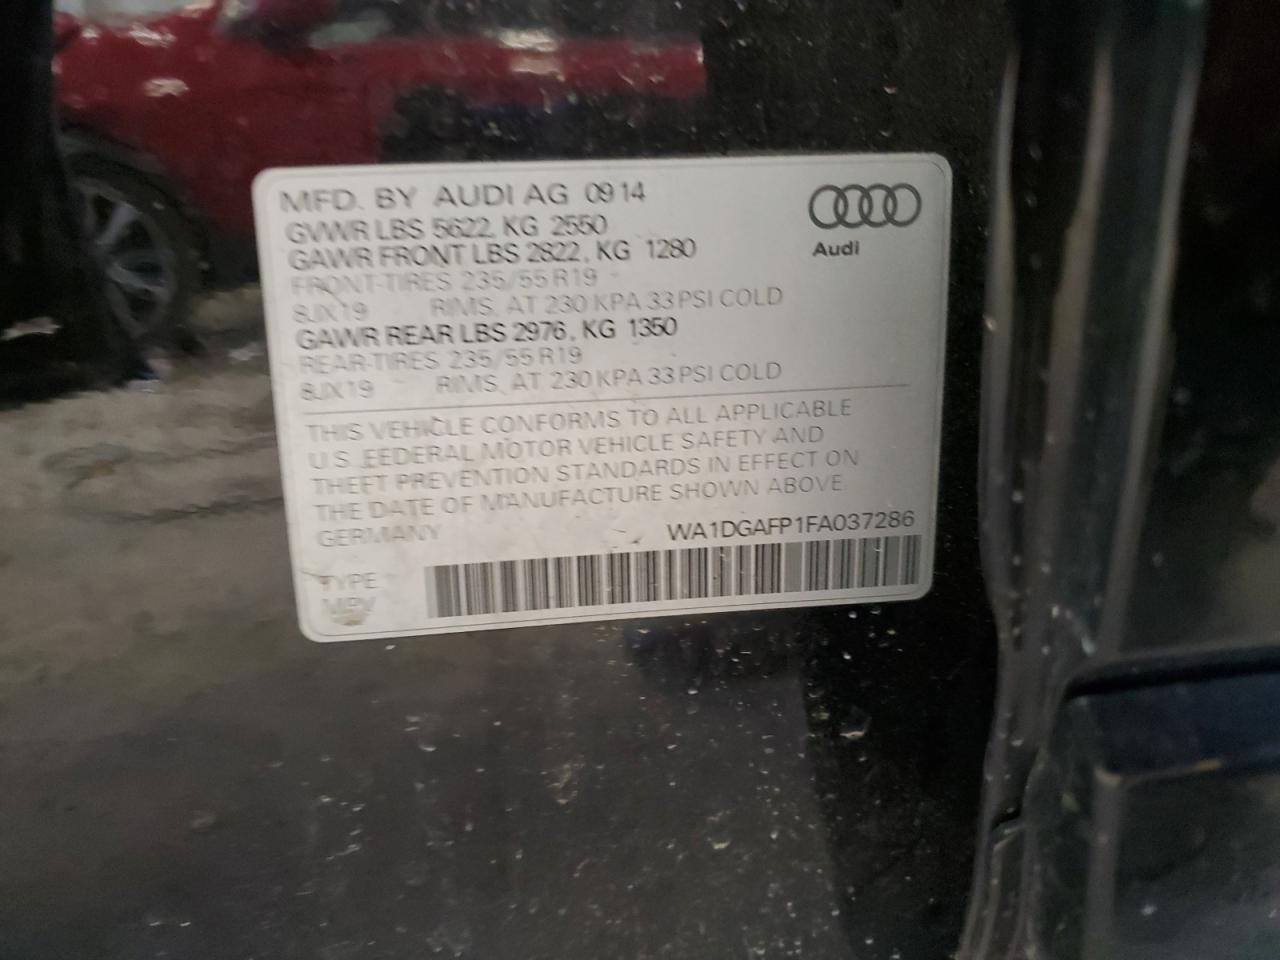 MFD. BY AUDI AG 09 14
GVWR LBS 5622, KG 2550
GAWR FRONT LBS 2822, KG 1280
FRONT-TIRES 235/55 R19
8JX19 RIMS, AT 230 KPA 33 PSI COLD
GAWR REAR LBS 2976, KG 1350
REAR-TIRES 235/55 R19
8JX19 RIMS, AT 230 KPA 33 PSI COLD
Audi
THIS VEHICLE CONFORMS TO ALL APPLICABLE
U.S. FEDERAL MOTOR VEHICLE SAFETY AND
THEFT PREVENTION STANDARDS IN EFFECT ON
THE DATE OF MANUFACTURE SHOWN ABOVE.
GERMANY WA1DGAFP1FA037286
TYPE
MPV